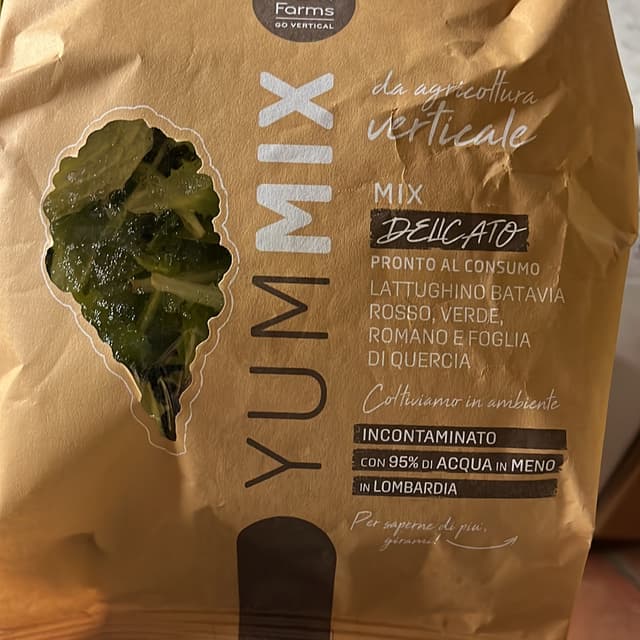 Farms
GO VERTICAL
YUMMIX
da agricoltura
verticale
MIX
DELICATO
PRONTO AL CONSUMO
LATTUGHINO BATAVIA
ROSSO, VERDE,
ROMANO E FOGLIA
DI QUERCIA
Coltiviamo in ambiente
INCONTAMINATO
CON 95% DI ACQUA IN MENO
IN LOMBARDIA
Per saperne di più,
girami!